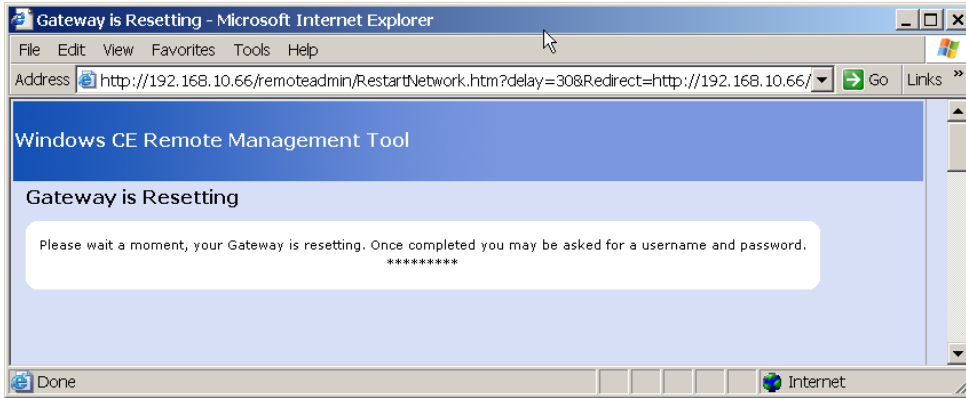 Gateway is Resetting - Microsoft Internet Explorer
File Edit View Favorites Tools Help
Address http://192.168.10.66/remoteadmin/RestartNetwork.htm?delay=30&Redirect=http://192.168.10.66/ Go Links »
Windows CE Remote Management Tool
Gateway is Resetting
Please wait a moment, your Gateway is resetting. Once completed you may be asked for a username and password.
*********
Done Internet